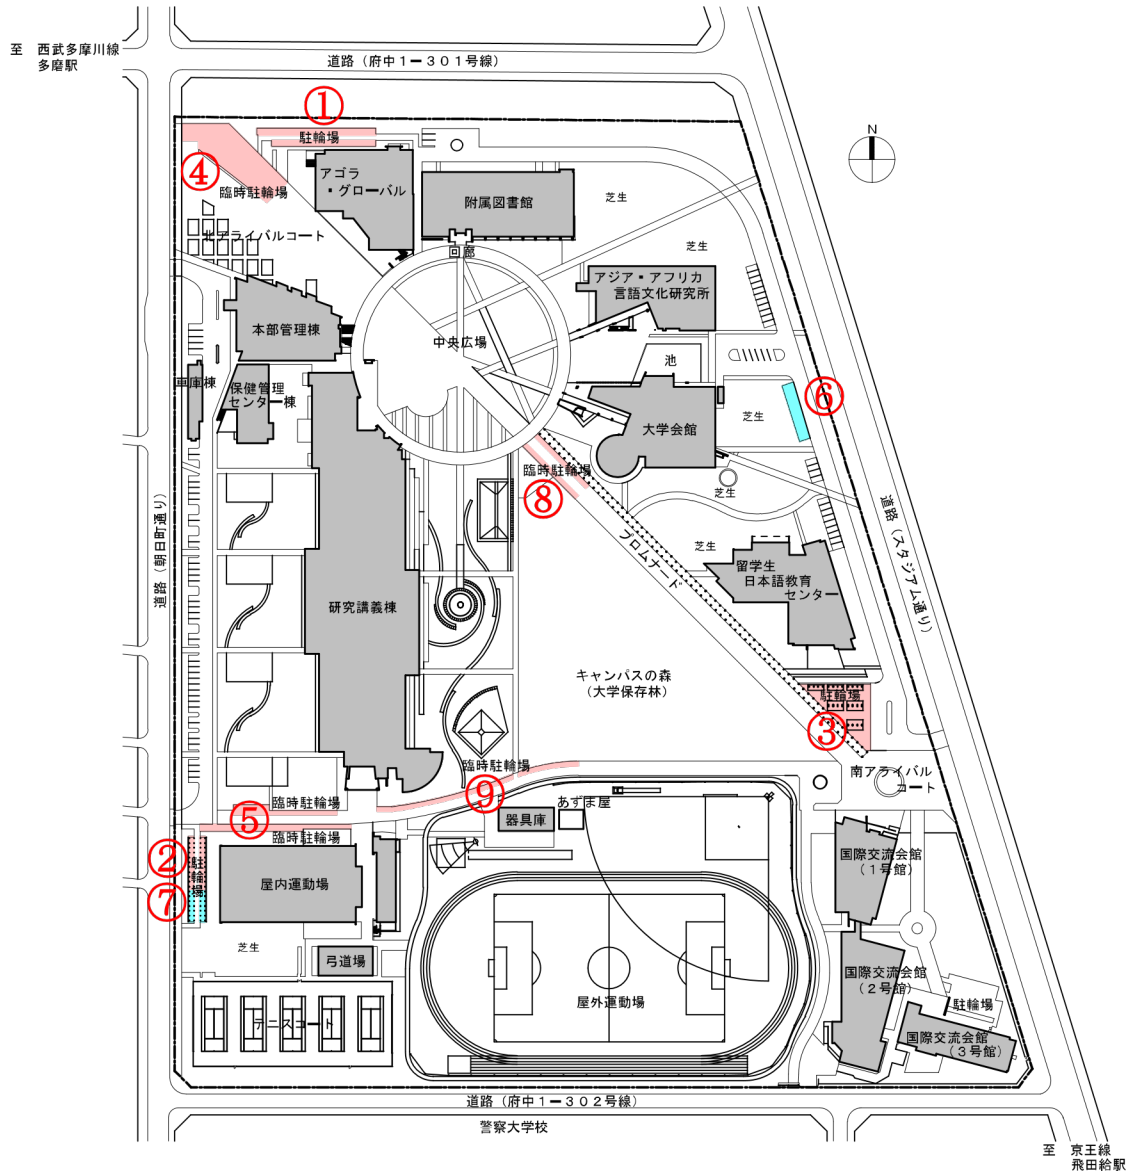 至　西武多摩川線
多磨駅
道路（府中１ー３０１号線）
①
駐輪場
N
④
臨時駐輪場
アゴラ
・グローバル
附属図書館
芝生
北アライバルコート
芝生
回廊
アジア・アフリカ
言語文化研究所
本部管理棟
中央広場
池
車庫棟
保健管理
センター棟
⑥
芝生
大学会館
臨時駐輪場
⑧
芝生
道路（朝日町通り）
道路（スタジアム通り）
プロムナード
芝生
留学生
日本語教育
センター
研究講義棟
キャンパスの森
（大学保存林）
駐輪場
③
臨時駐輪場
⑨
南アライバル
コート
臨時駐輪場
⑤
臨時駐輪場
あずま屋
器具庫
②
駐輪場
⑦
屋内運動場
国際交流会館
（１号館）
芝生
弓道場
国際交流会館
（２号館）
屋外運動場
駐輪場
テニスコート
国際交流会館
（３号館）
道路（府中１ー３０２号線）
警察大学校
至　京王線
飛田給駅